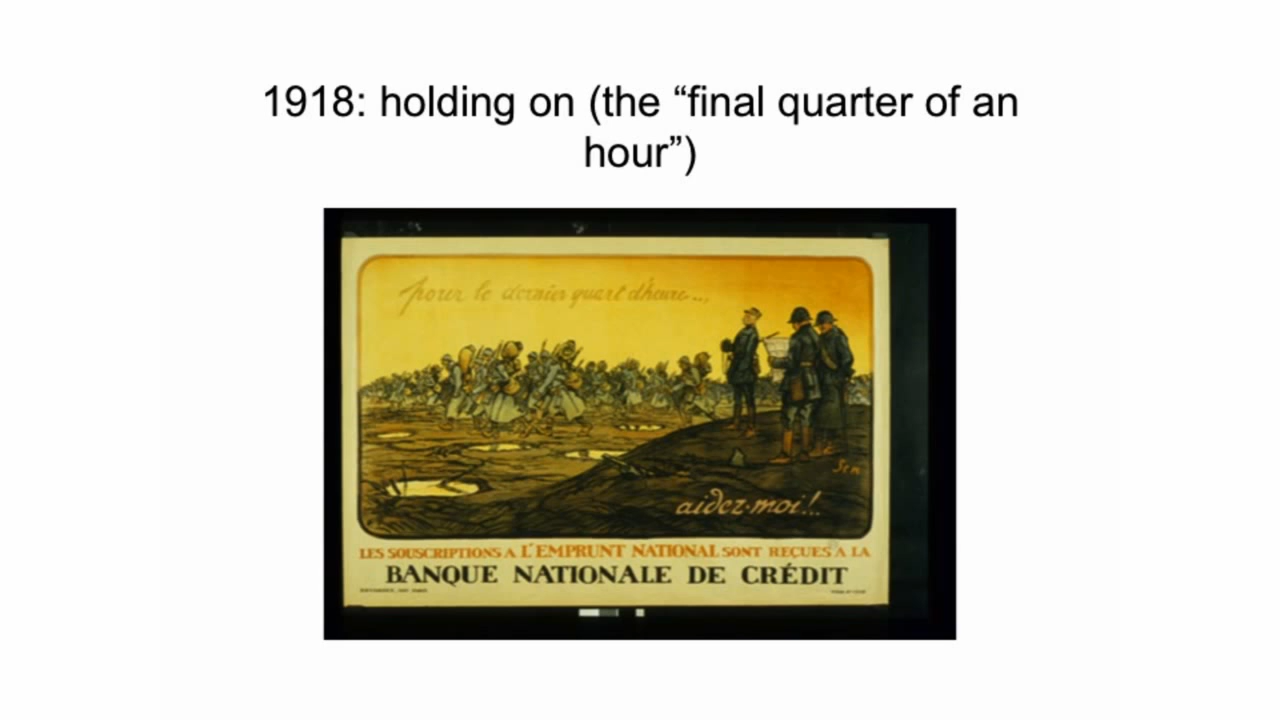 1918: holding on (the “final quarter of an
hour”)
pour le dernier quart d'heure...
Sem
aidez-moi!..
LES SOUSCRIPTIONS A L'EMPRUNT NATIONAL SONT REÇUES A LA
BANQUE NATIONALE DE CRÉDIT